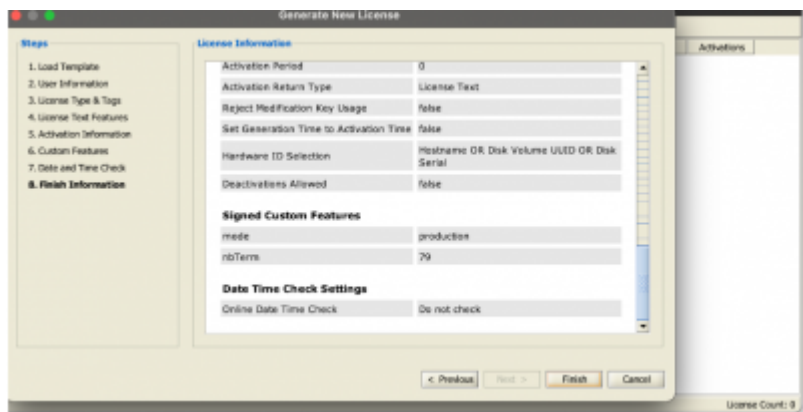 Generate New License
Steps
1. Load Template
2. User Information
3. License Type & Tags
4. License Text Features
5. Activation Information
6. Custom Features
7. Date and Time Check
8. Finish Information
License Information
Activation Period 0
Activation Return Type License Text
Reject Modification Key Usage false
Set Generation Time to Activation Time false
Hardware ID Selection Hostname OR Disk Volume UUID OR Disk
Serial
Deactivations Allowed false
Signed Custom Features
mode production
nbTerm 79
Date Time Check Settings
Online Date Time Check Do not check
< Previous Next > Finish Cancel
Activations
License Count: 0